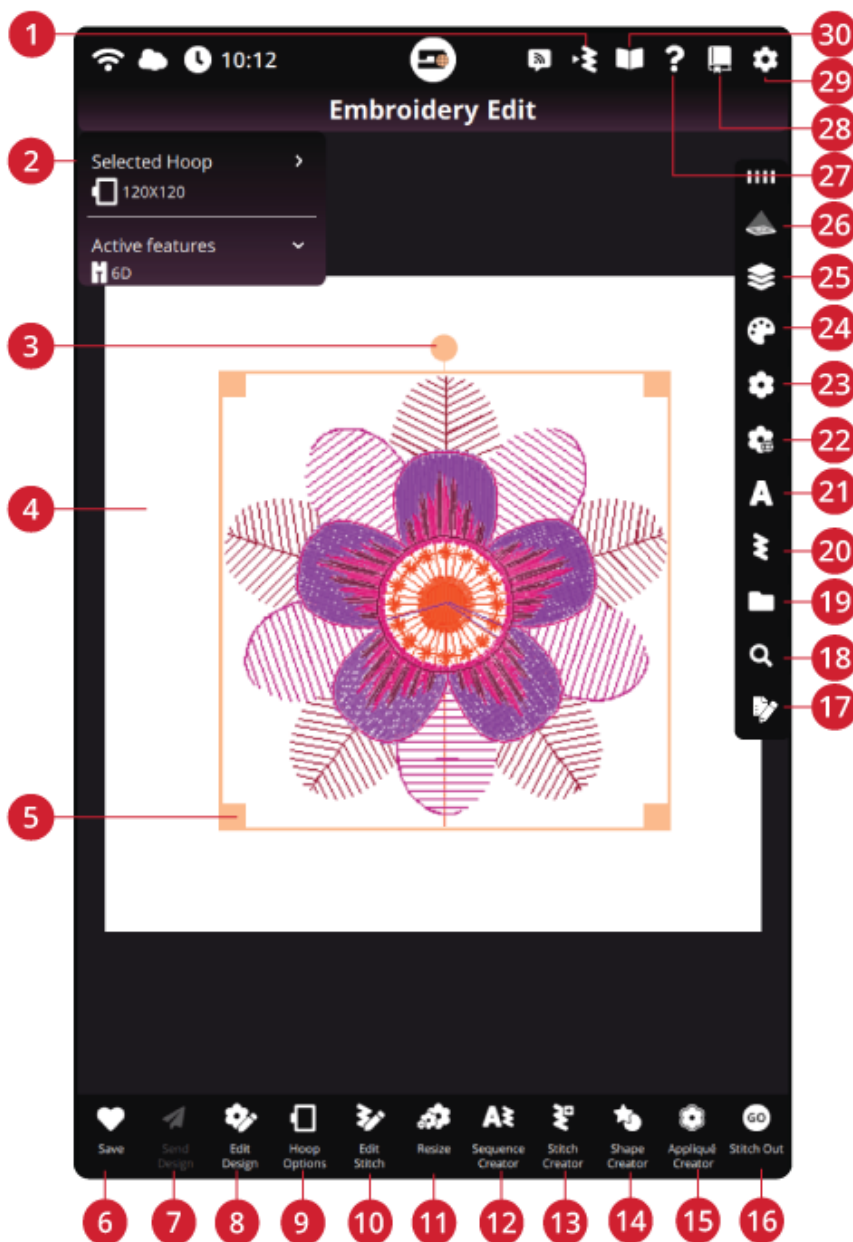 1
30
10:12
?
29
Embroidery Edit
28
2
Selected Hoop
27
120X120
26
Active features
6D
25
3
24
23
22
4
A
21
20
19
18
17
5
GO
Save
Send Design
Edit Design
Hoop Options
Edit Stitch
Resize
Sequence Creator
Stitch Creator
Shape Creator
Appliqué Creator
Stitch Out
6
7
8
9
10
11
12
13
14
15
16